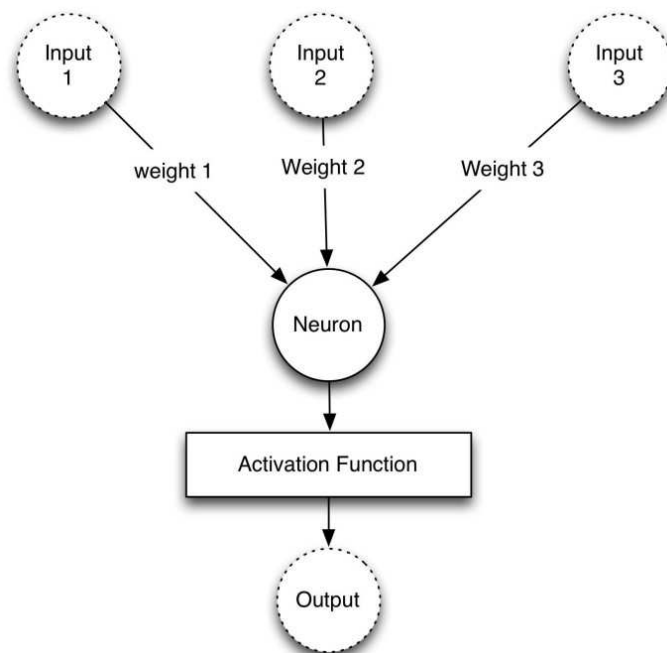 Input
1
Input
2
Input
3
weight 1
Weight 2
Weight 3
Neuron
Activation Function
Output